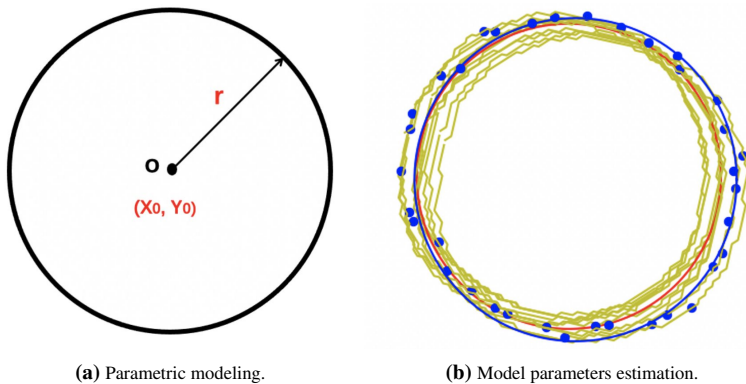 r
O
(X0, Y0)
(a) Parametric modeling.
(b) Model parameters estimation.